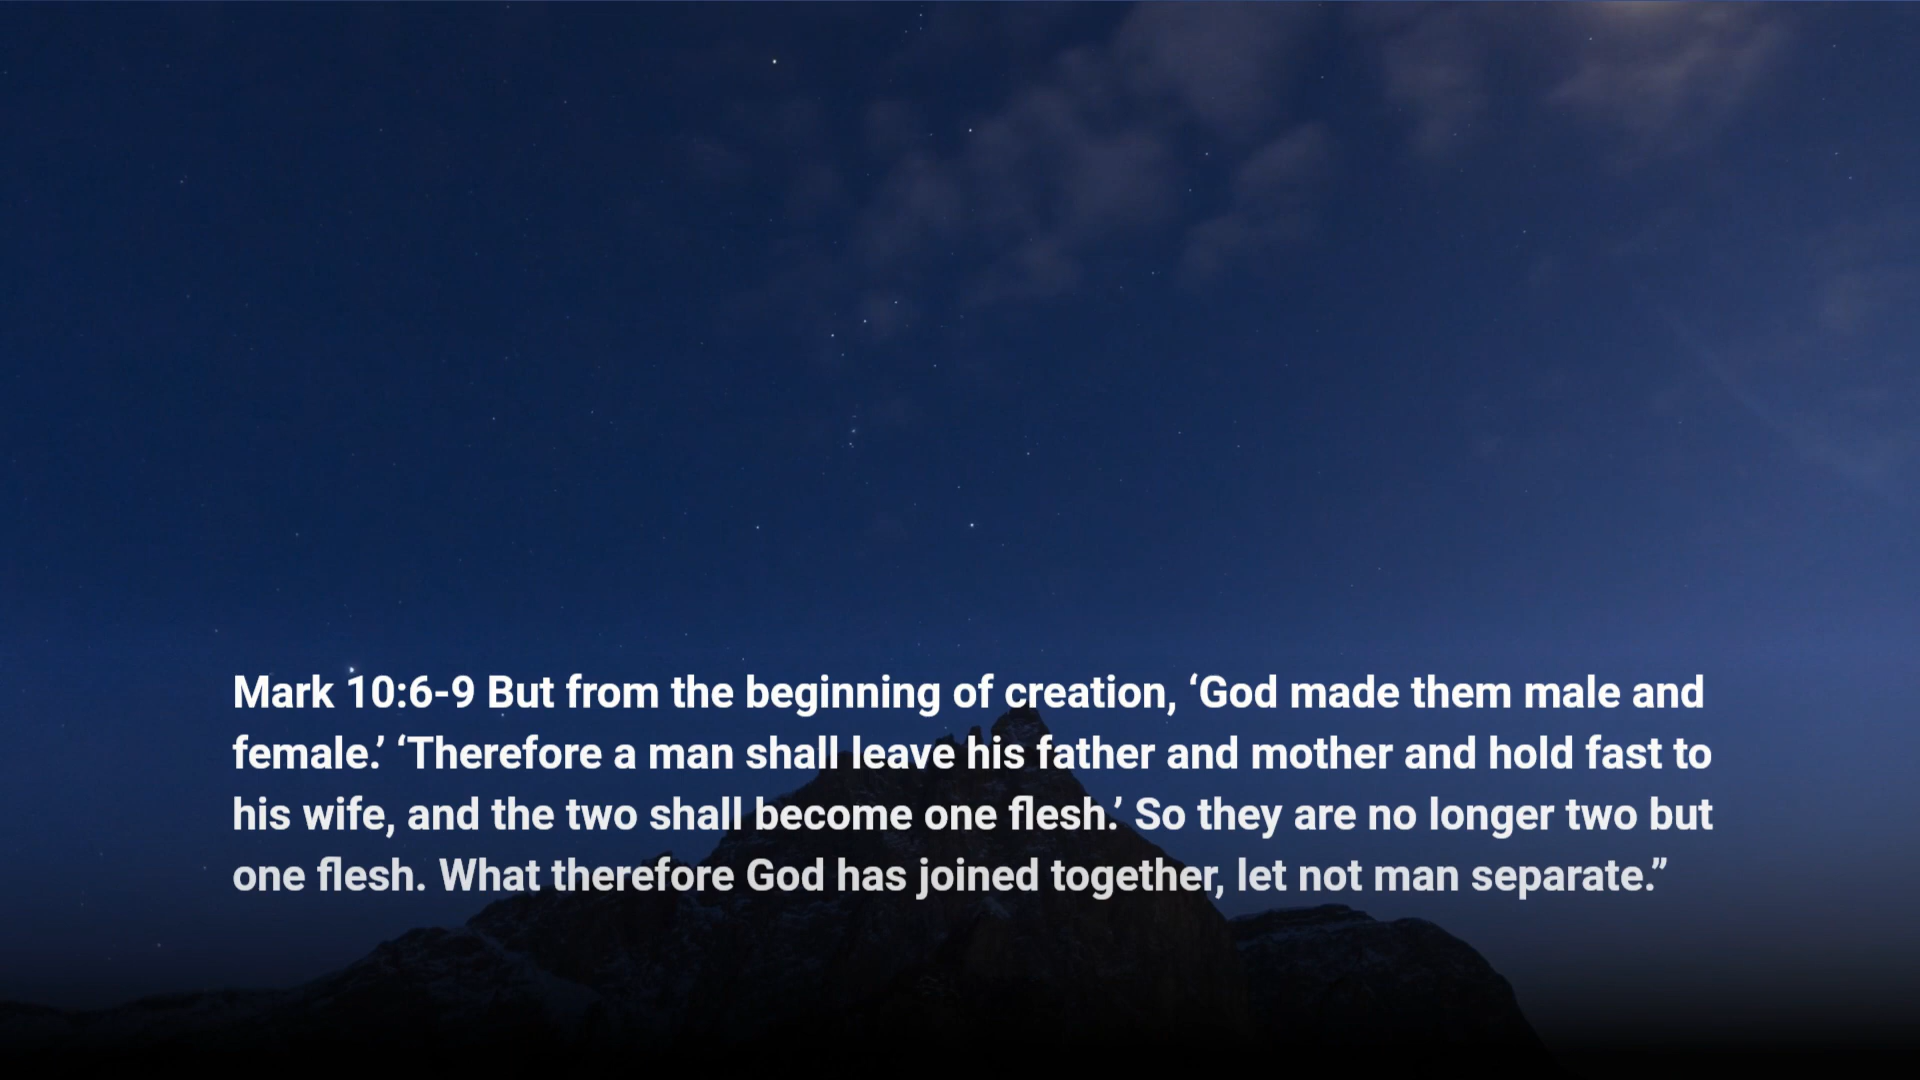 Mark 10:6-9 But from the beginning of creation, ‘God made them male and
female.’ ‘Therefore a man shall leave his father and mother and hold fast to
his wife, and the two shall become one flesh.’ So they are no longer two but
one flesh. What therefore God has joined together, let not man separate.”